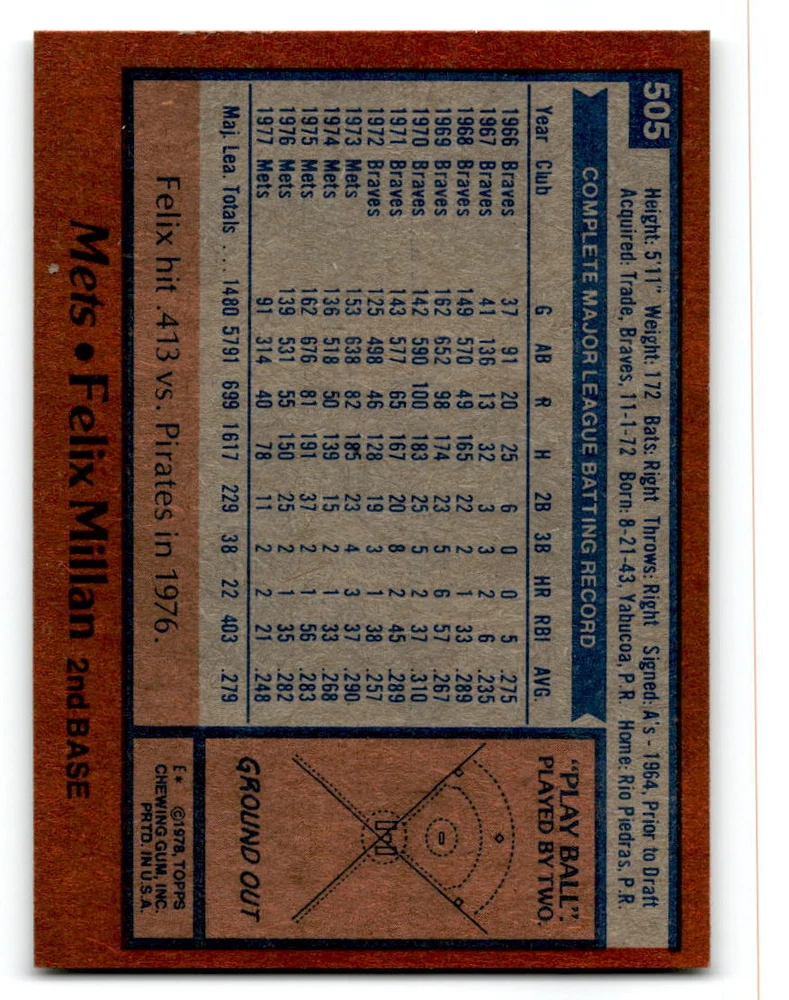 505
Height: 5'11" Weight: 172 Bats: Right Throws: Right Signed: A's - 1964, Prior to Draft
Acquired: Trade, Braves, 11-1-72 Born: 8-21-43, Yabucoa, P.R. Home: Rio Piedras, P.R.
COMPLETE MAJOR LEAGUE BATTING RECORD
Year Club G AB R H 2B 3B HR RBI AVG.
1966 Braves 37 91 20 25 6 0 0 5 .275
1967 Braves 41 136 13 32 3 3 2 6 .235
1968 Braves 149 570 49 165 22 2 1 33 .289
1969 Braves 162 652 98 174 23 5 6 57 .267
1970 Braves 142 590 100 183 25 5 2 37 .310
1971 Braves 143 577 65 167 20 8 2 45 .289
1972 Braves 125 498 46 128 19 3 1 38 .257
1973 Mets 153 638 82 185 23 4 3 37 .290
1974 Mets 136 518 50 139 15 2 1 33 .268
1975 Mets 162 676 81 191 37 2 1 56 .283
1976 Mets 139 531 55 150 25 2 1 35 .282
1977 Mets 91 314 40 78 11 2 2 21 .248
Maj. Lea. Totals . . . 1480 5791 699 1617 229 38 22 403 .279
Felix hit .413 vs. Pirates in 1976.
"PLAY BALL",
PLAYED BY TWO.
GROUND OUT
E* ©1978, TOPPS
CHEWING GUM, INC.
PRTD. IN U.S.A.
Mets • Felix Millan 2nd BASE